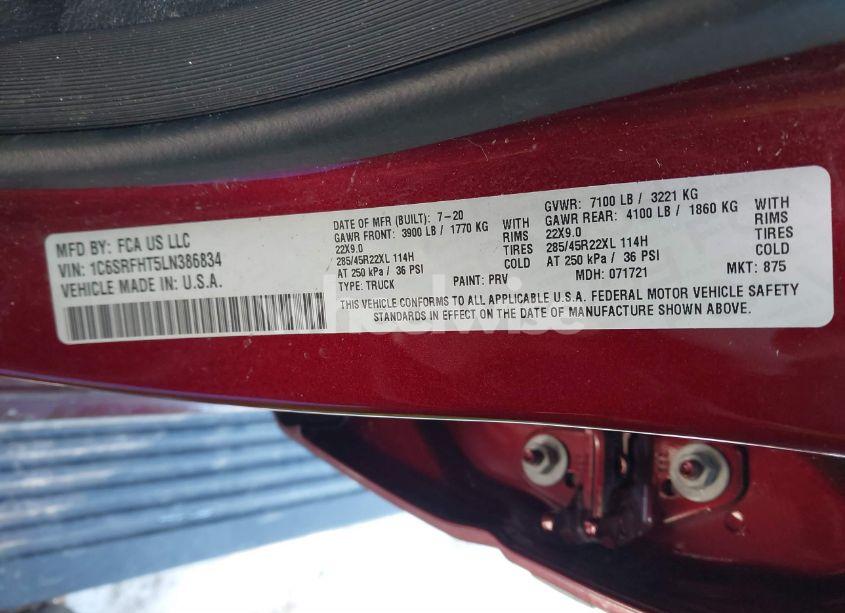 MFD BY: FCA US LLC
VIN: 1C6SRFHT5LN386834
VEHICLE MADE IN: U.S.A.
DATE OF MFR (BUILT): 7-20
GAWR FRONT: 3900 LB / 1770 KG WITH
22X9.0 RIMS
285/45R22XL 114H TIRES
AT 250 kPa / 36 PSI COLD
TYPE: TRUCK PAINT: PRV
GVWR: 7100 LB / 3221 KG
GAWR REAR: 4100 LB / 1860 KG WITH
22X9.0 RIMS
285/45R22XL 114H TIRES
AT 250 kPa / 36 PSI COLD
MDH: 071721 MKT: 875
THIS VEHICLE CONFORMS TO ALL APPLICABLE U.S.A. FEDERAL MOTOR VEHICLE SAFETY
STANDARDS IN EFFECT ON THE DATE OF MANUFACTURE SHOWN ABOVE.